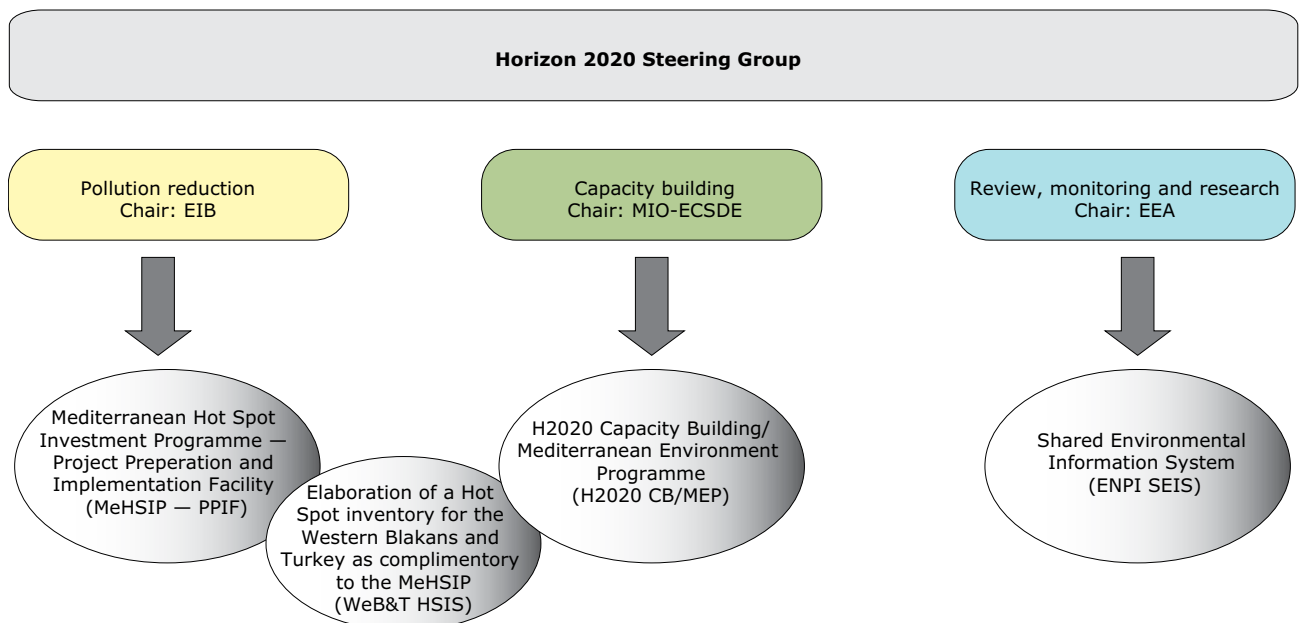 Horizon 2020 Steering Group
Pollution reduction
Chair: EIB
Capacity building
Chair: MIO-ECSDE
Review, monitoring and research
Chair: EEA
Mediterranean Hot Spot
Investment Programme —
Project Preperation and
Implementation Facility
(MeHSIP — PPIF)
Elaboration of a Hot
Spot inventory for the
Western Blakans and
Turkey as complimentory
to the MeHSIP
(WeB&T HSIS)
H2020 Capacity Building/
Mediterranean Environment
Programme
(H2020 CB/MEP)
Shared Environmental
Information System
(ENPI SEIS)